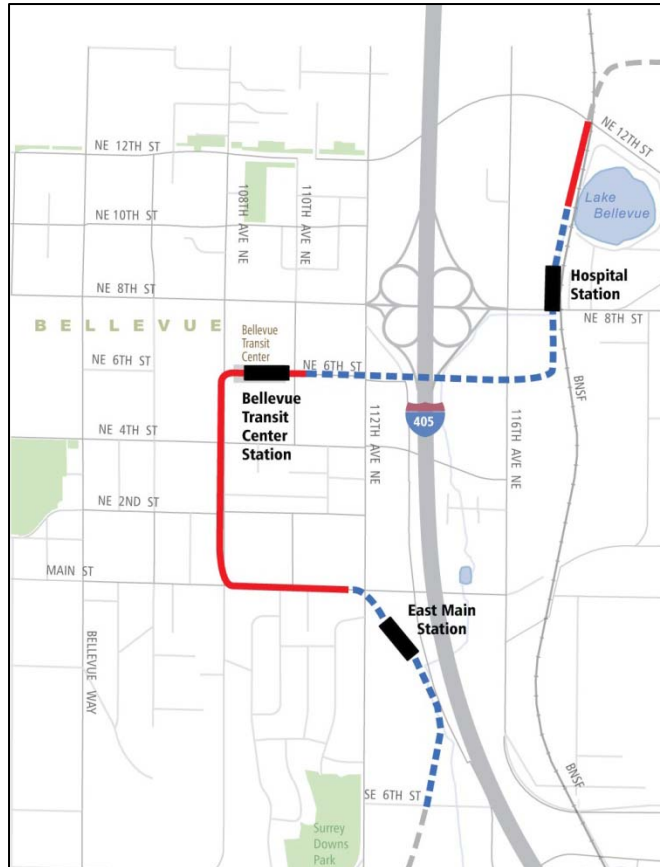 NE 12TH ST
NE 12TH ST
108TH AVE NE
110TH AVE NE
Lake
Bellevue
NE 10TH ST
Hospital
Station
NE 8TH ST
NE 8TH ST
BELLEVUE
Bellevue
Transit
Center
NE 6TH ST
NE 6TH ST
BNSF
Bellevue
Transit
Center
Station
112TH AVE NE
116TH AVE NE
405
NE 4TH ST
NE 2ND ST
MAIN ST
East Main
Station
BELLEVUE
WAY
BNSF
SE 6TH ST
Surrey
Downs
Park